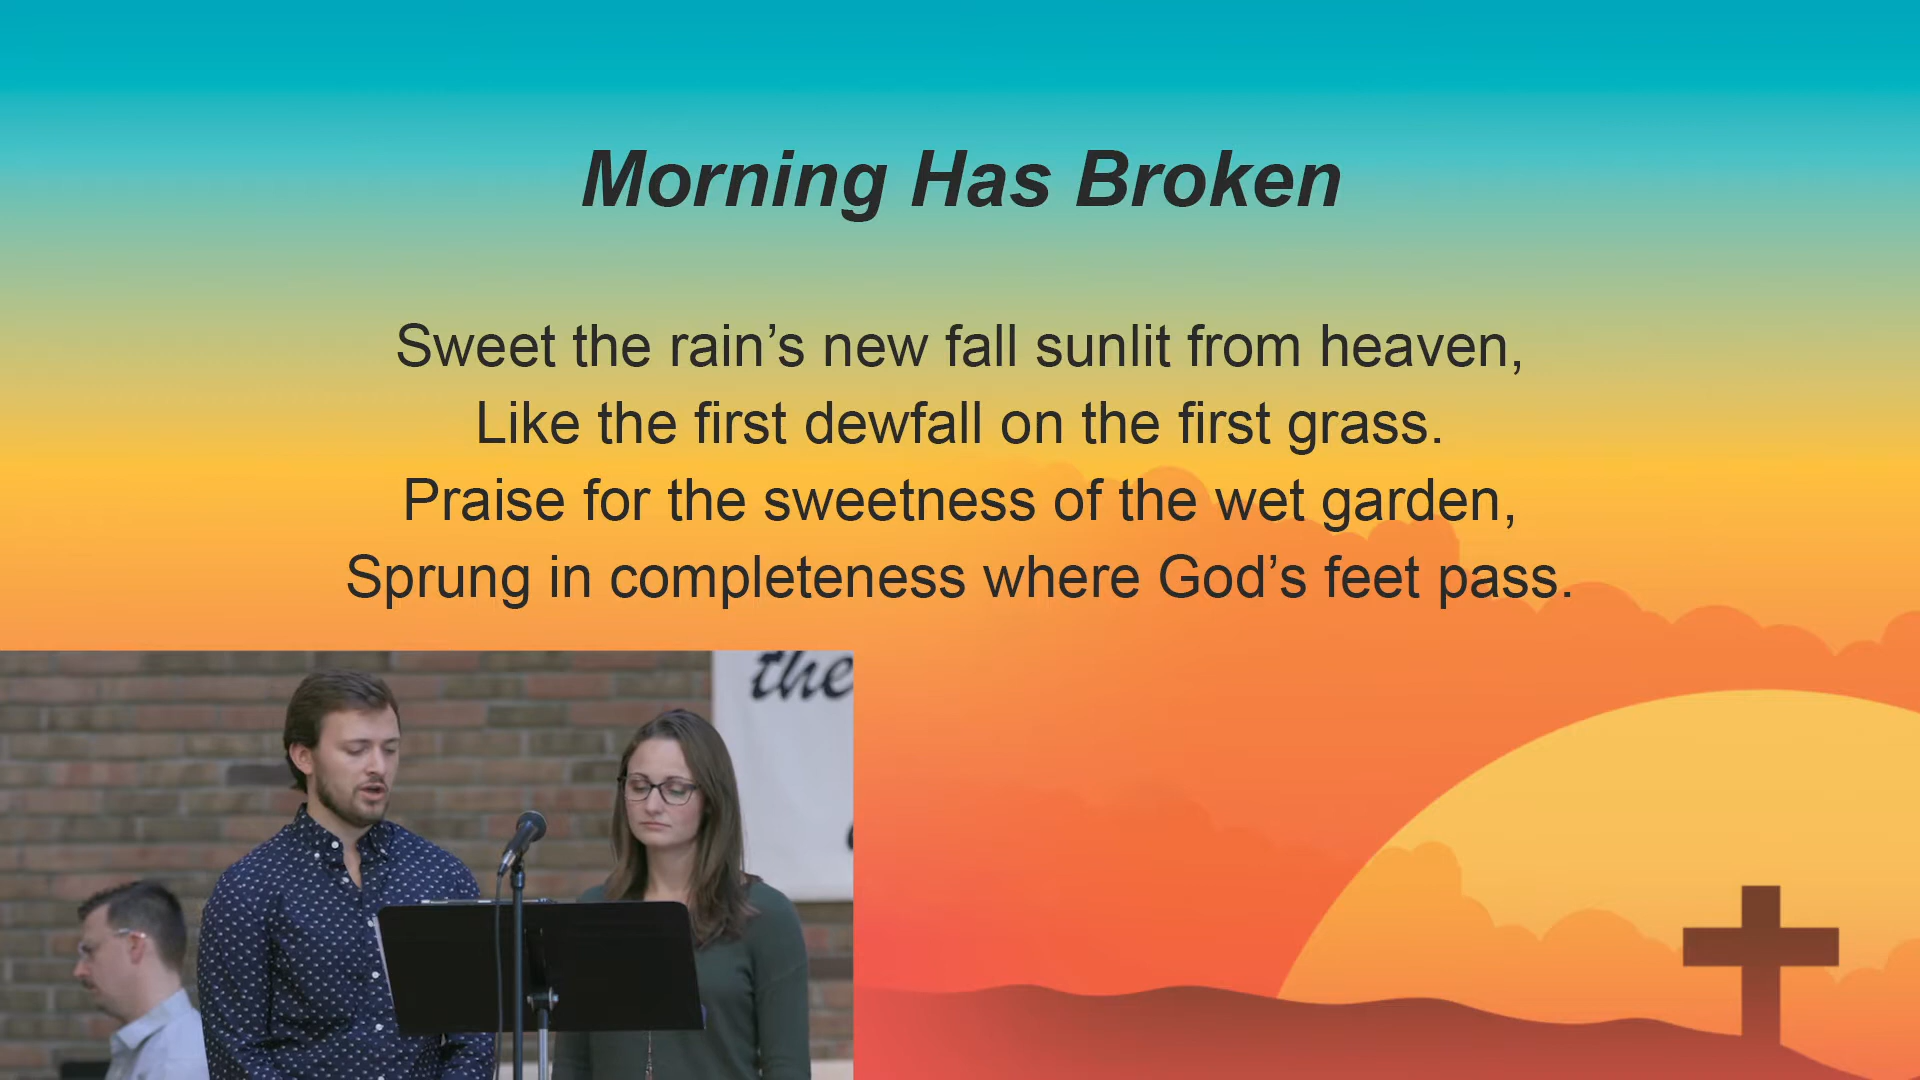 Morning Has Broken
Sweet the rain’s new fall sunlit from heaven,
Like the first dewfall on the first grass.
Praise for the sweetness of the wet garden,
Sprung in completeness where God’s feet pass.
the